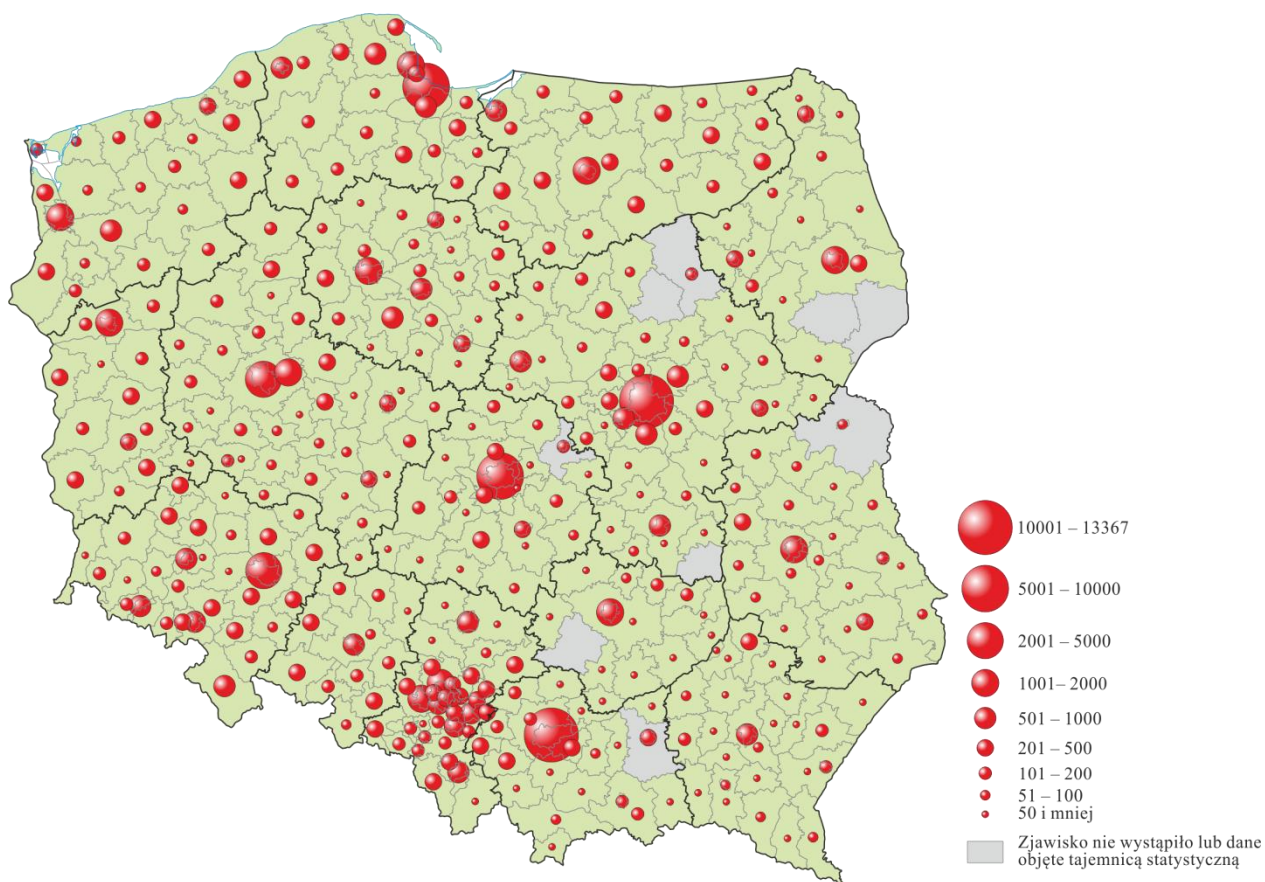 10001 – 13367
5001 – 10000
2001 – 5000
1001– 2000
501 – 1000
201 – 500
101 – 200
51 – 100
50 i mniej
Zjawisko nie wystąpiło lub dane
objęte tajemnicą statystyczną